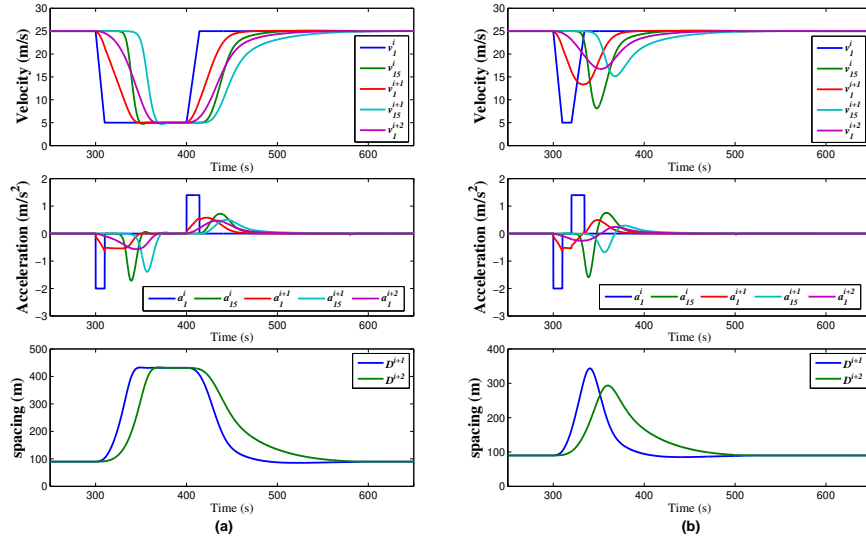 30
25
20
15
10
5
0
Velocity (m/s)
300 400 500 600
Time (s)
v_1^i
v_15^i
v_1^{i+1}
v_15^{i+1}
v_1^{i+2}
2
1
0
−1
−2
−3
Acceleration (m/s²)
a_1^i a_15^i a_1^{i+1} a_15^{i+1} a_1^{i+2}
300 400 500 600
Time (s)
500
400
300
200
100
0
spacing (m)
D^{i+1}
D^{i+2}
300 400 500 600
Time (s)
(a)
30
25
20
15
10
5
0
Velocity (m/s)
300 400 500 600
Time (s)
v_1^i
v_15^i
v_1^{i+1}
v_15^{i+1}
v_1^{i+2}
2
1
0
−1
−2
−3
Acceleration (m/s²)
a_1^i a_15^i a_1^{i+1} a_15^{i+1} a_1^{i+2}
300 400 500 600
Time (s)
400
300
200
100
0
spacing (m)
D^{i+1}
D^{i+2}
300 400 500 600
Time (s)
(b)